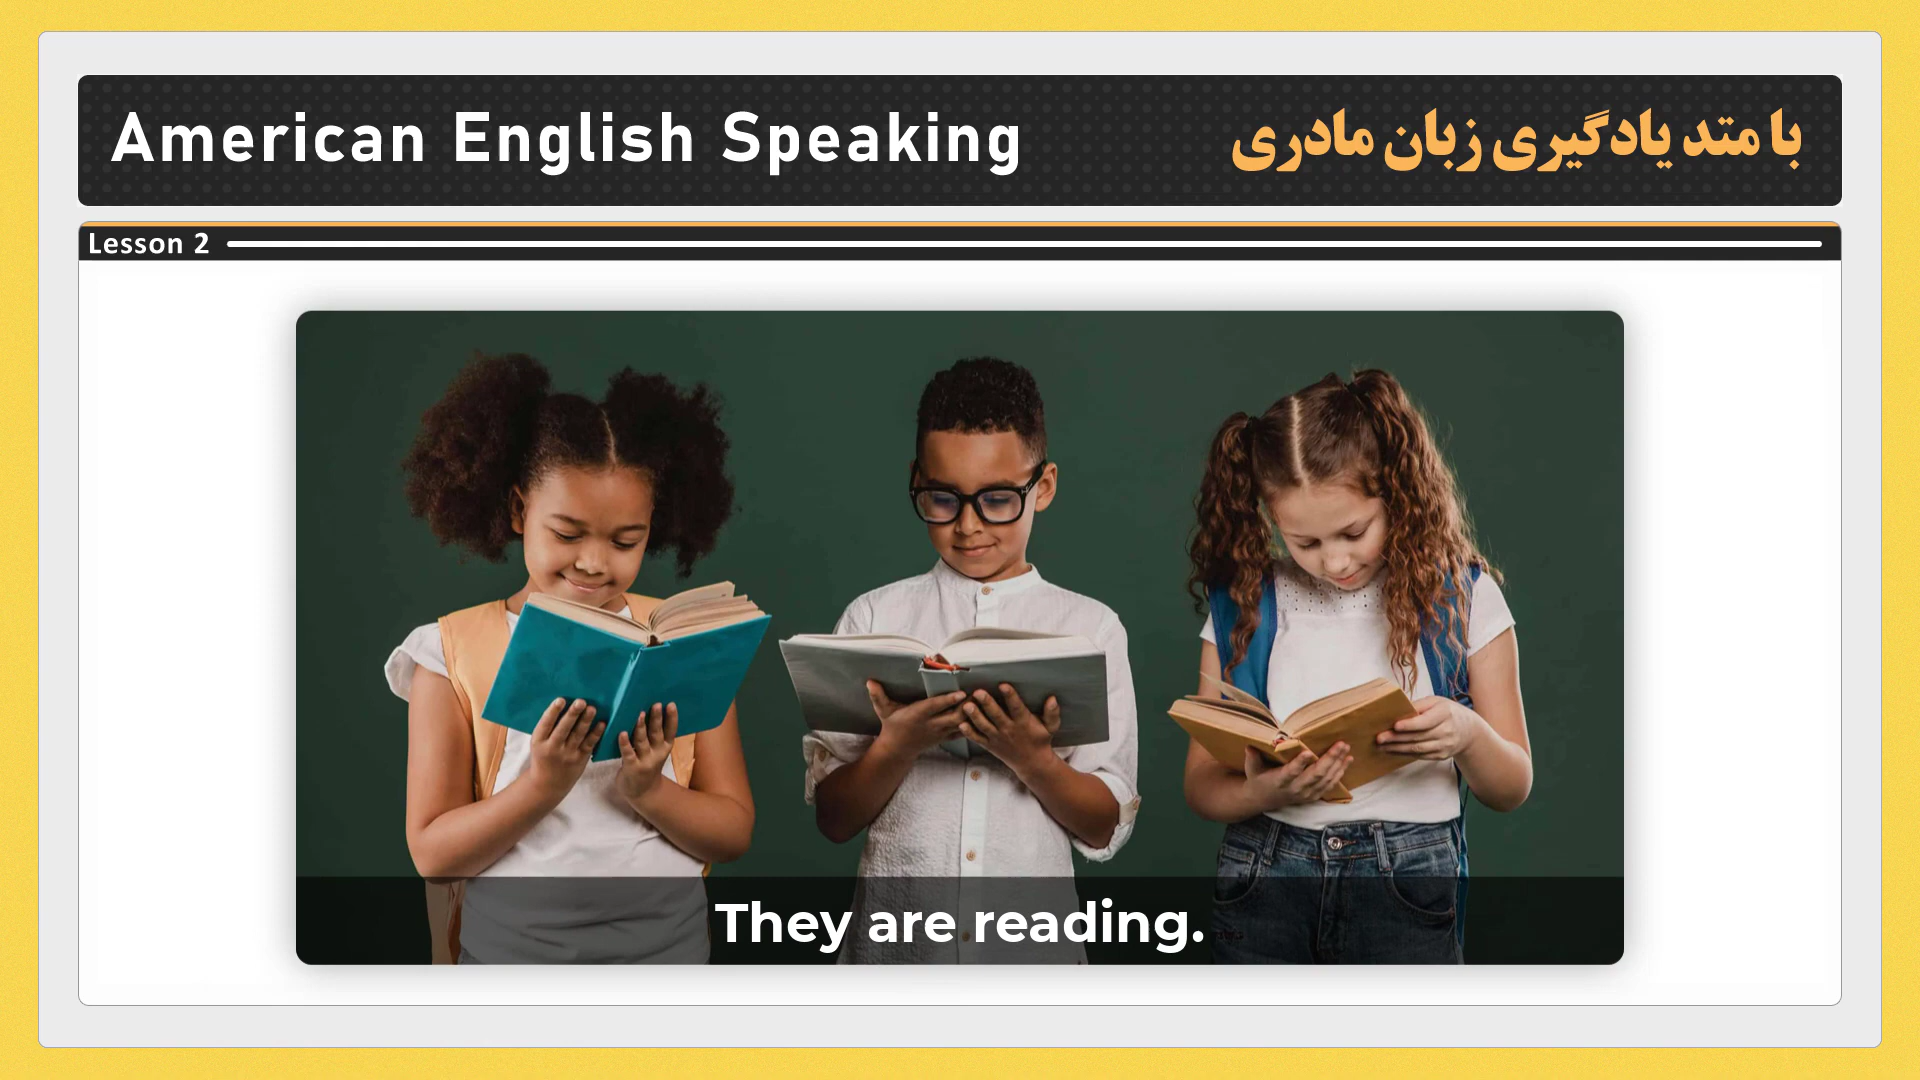 American English Speaking
با متد یادگیری زبان مادری
Lesson 2
They are reading.